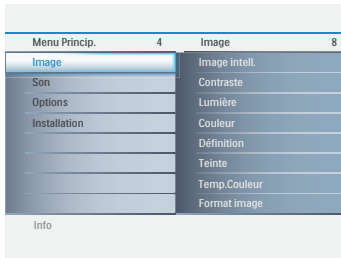 Menu Princip. 4
Image
Son
Options
Installation
Image 8
Image intell.
Contraste
Lumière
Couleur
Définition
Teinte
Temp.Couleur
Format image
Info